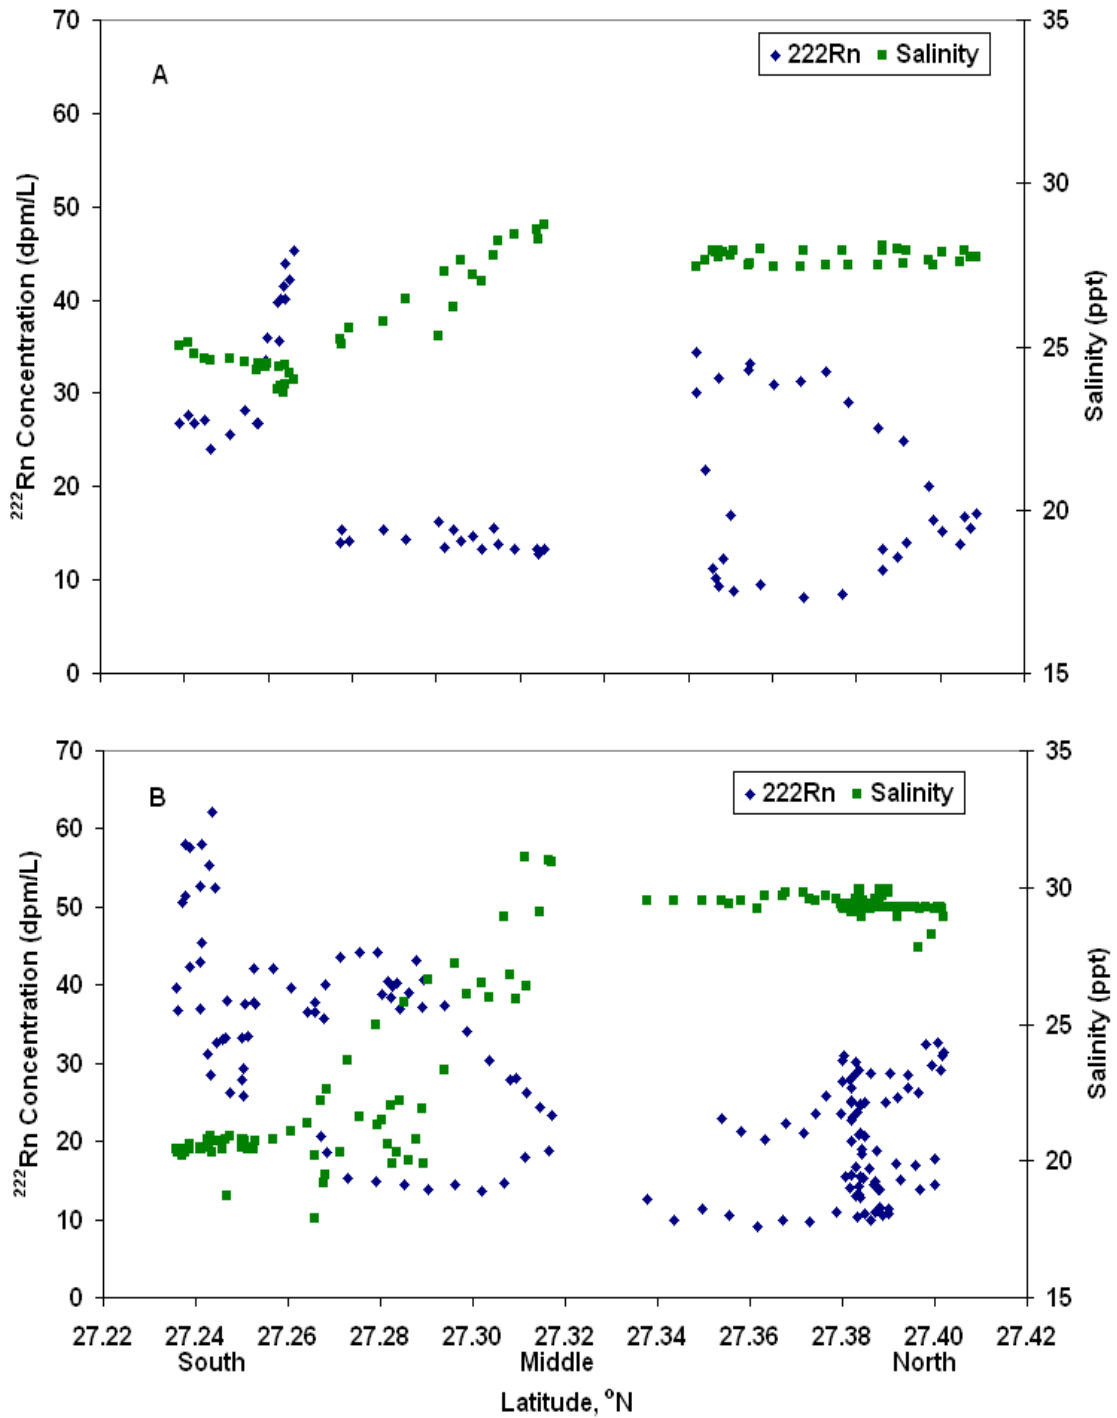 70
60
50
40
30
20
10
0
²²²Rn Concentration (dpm/L)
A
222Rn Salinity
35
30
25
20
15
Salinity (ppt)
70
60
50
40
30
20
10
0
²²²Rn Concentration (dpm/L)
B
222Rn Salinity
35
30
25
20
15
Salinity (ppt)
27.22 27.24 27.26 27.28 27.30 27.32 27.34 27.36 27.38 27.40 27.42
South Middle North
Latitude, °N